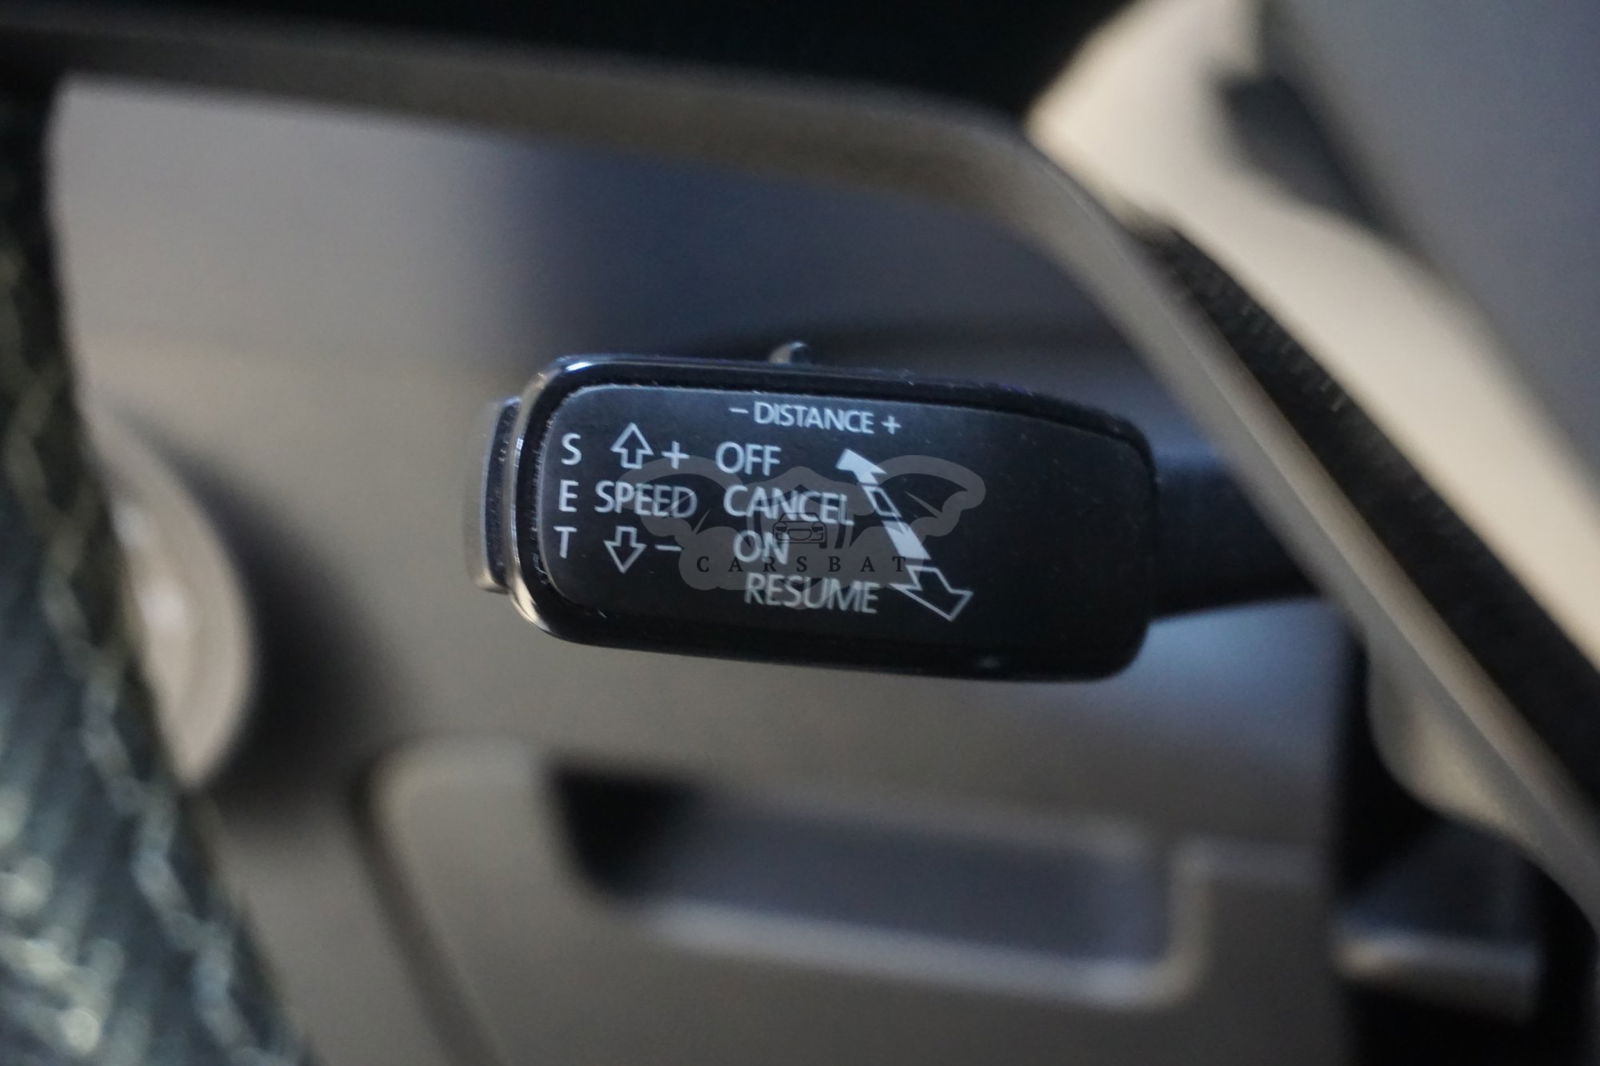 − DISTANCE +
S + OFF
E SPEED CANCEL
T − ON
CARSBAT
RESUME